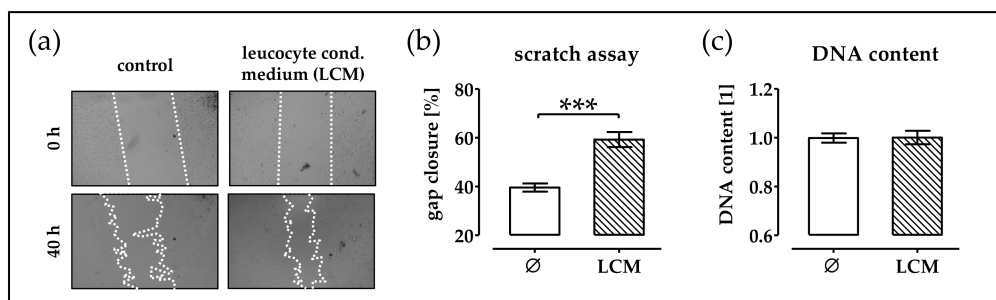 (a)
control
leucocyte cond.
medium (LCM)
0 h
40 h
(b)
scratch assay
gap closure [%]
80
60
40
20
***
∅
LCM
(c)
DNA content
DNA content [1]
1.2
1.0
0.8
0.6
∅
LCM